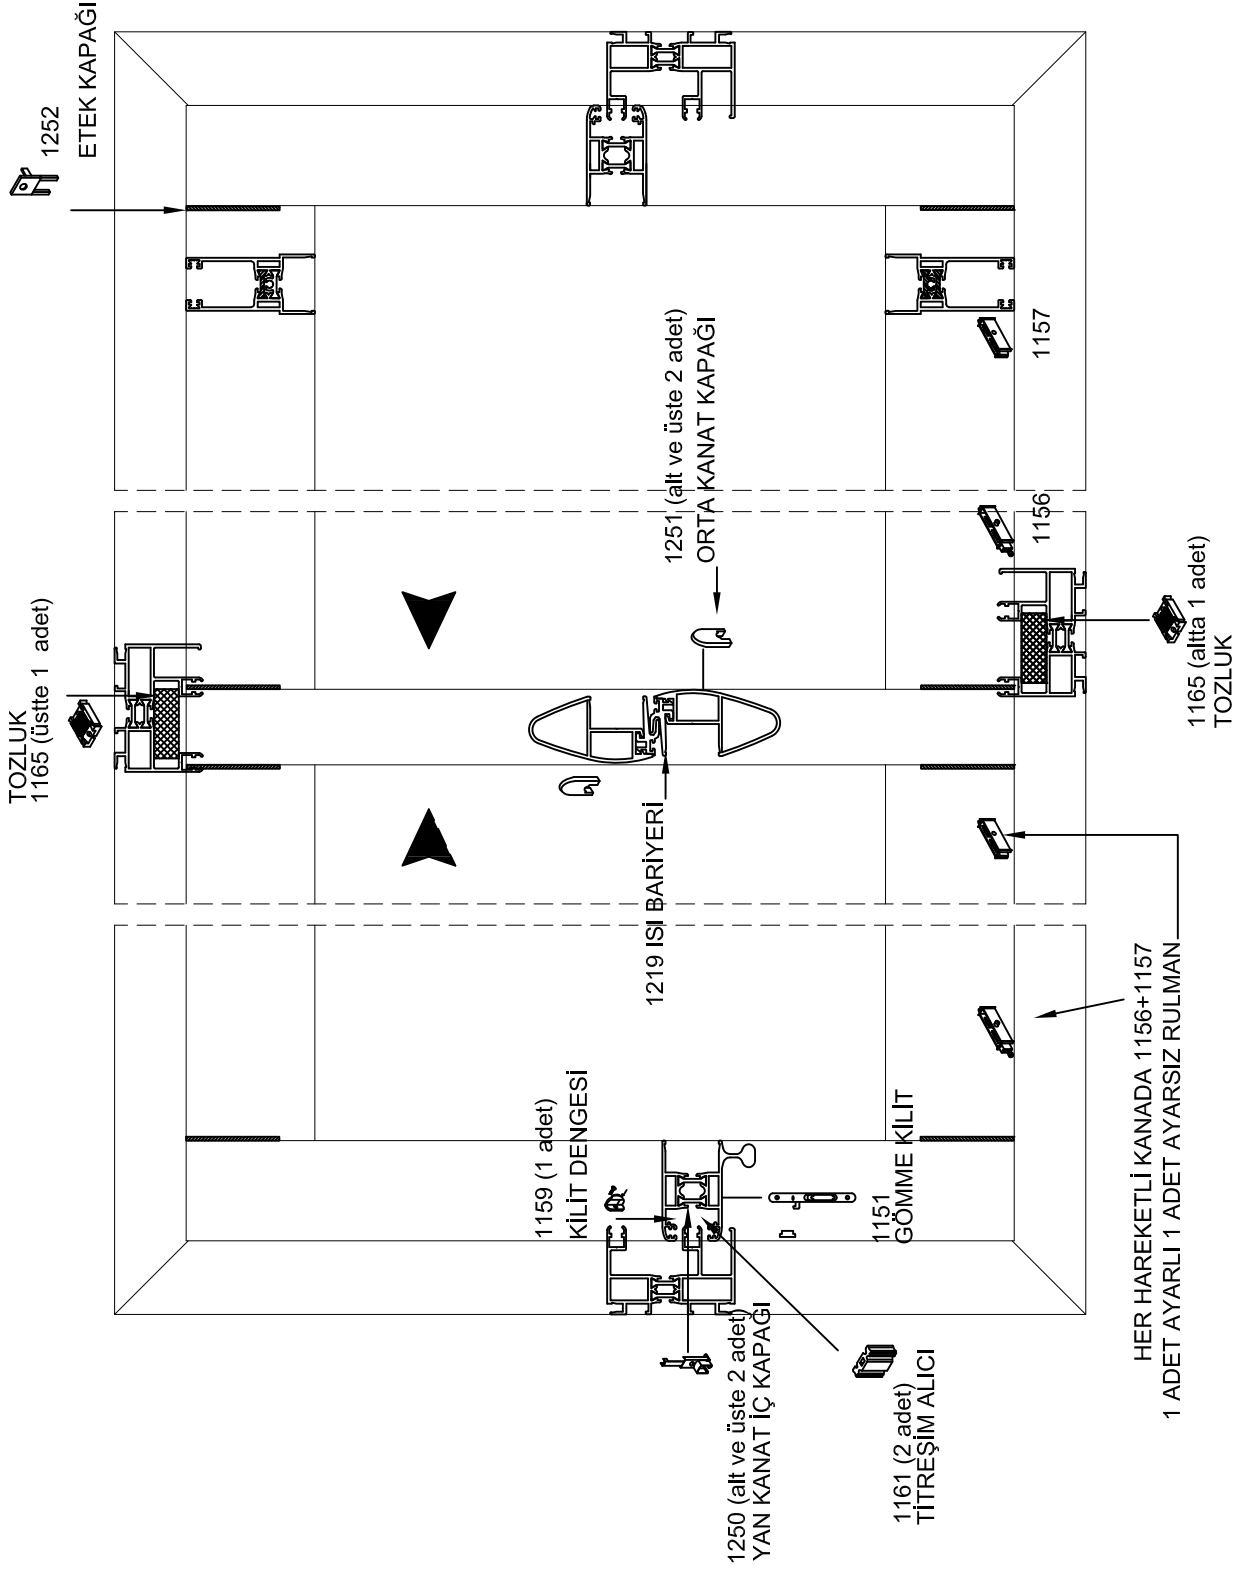 1252
ETEK KAPAĞI
TOZLUK
1165 (üstte 1 adet)
1251 (alt ve üste 2 adet)
ORTA KANAT KAPAĞI
1157
1156
1165 (altta 1 adet)
TOZLUK
1219 ISI BARİYERİ
1159 (1 adet)
KİLİT DENGESİ
1151
GÖMME KİLİT
HER HAREKETLİ KANADA 1156+1157
1 ADET AYARLI 1 ADET AYARSIZ RULMAN
1250 (alt ve üste 2 adet)
YAN KANAT İÇ KAPAĞI
1161 (2 adet)
TİTREŞİM ALICI